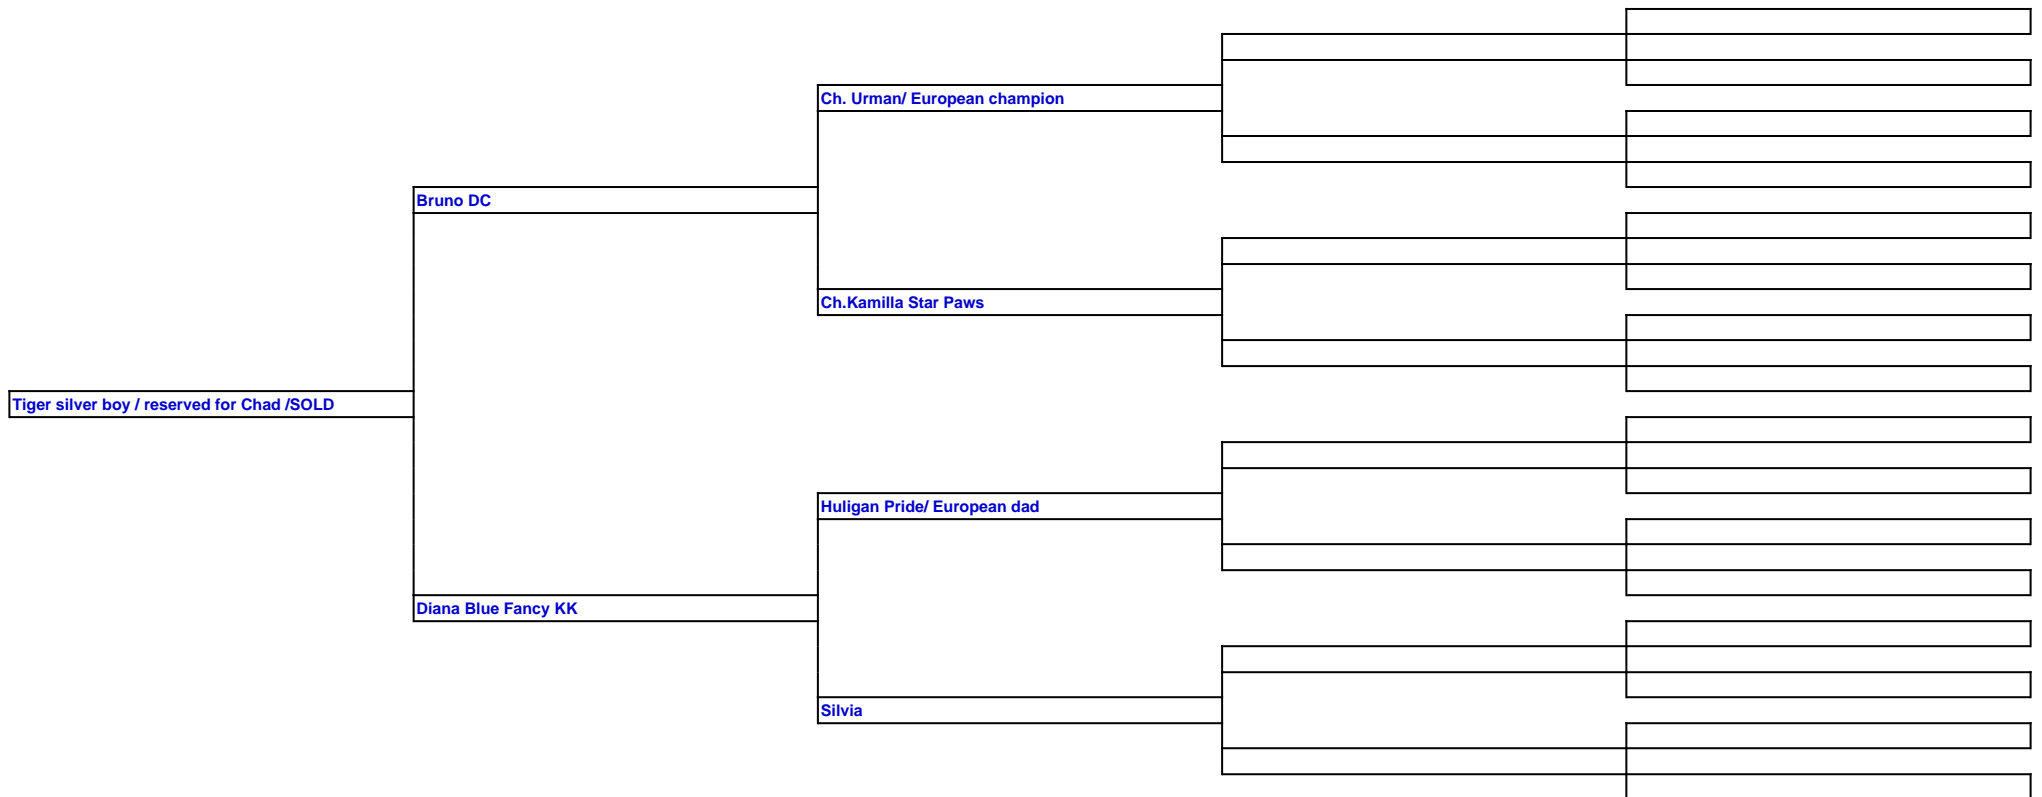 Ch. Urman/ European champion
Bruno DC
Ch.Kamilla Star Paws
Tiger silver boy / reserved for Chad /SOLD
Huligan Pride/ European dad
Diana Blue Fancy KK
Silvia